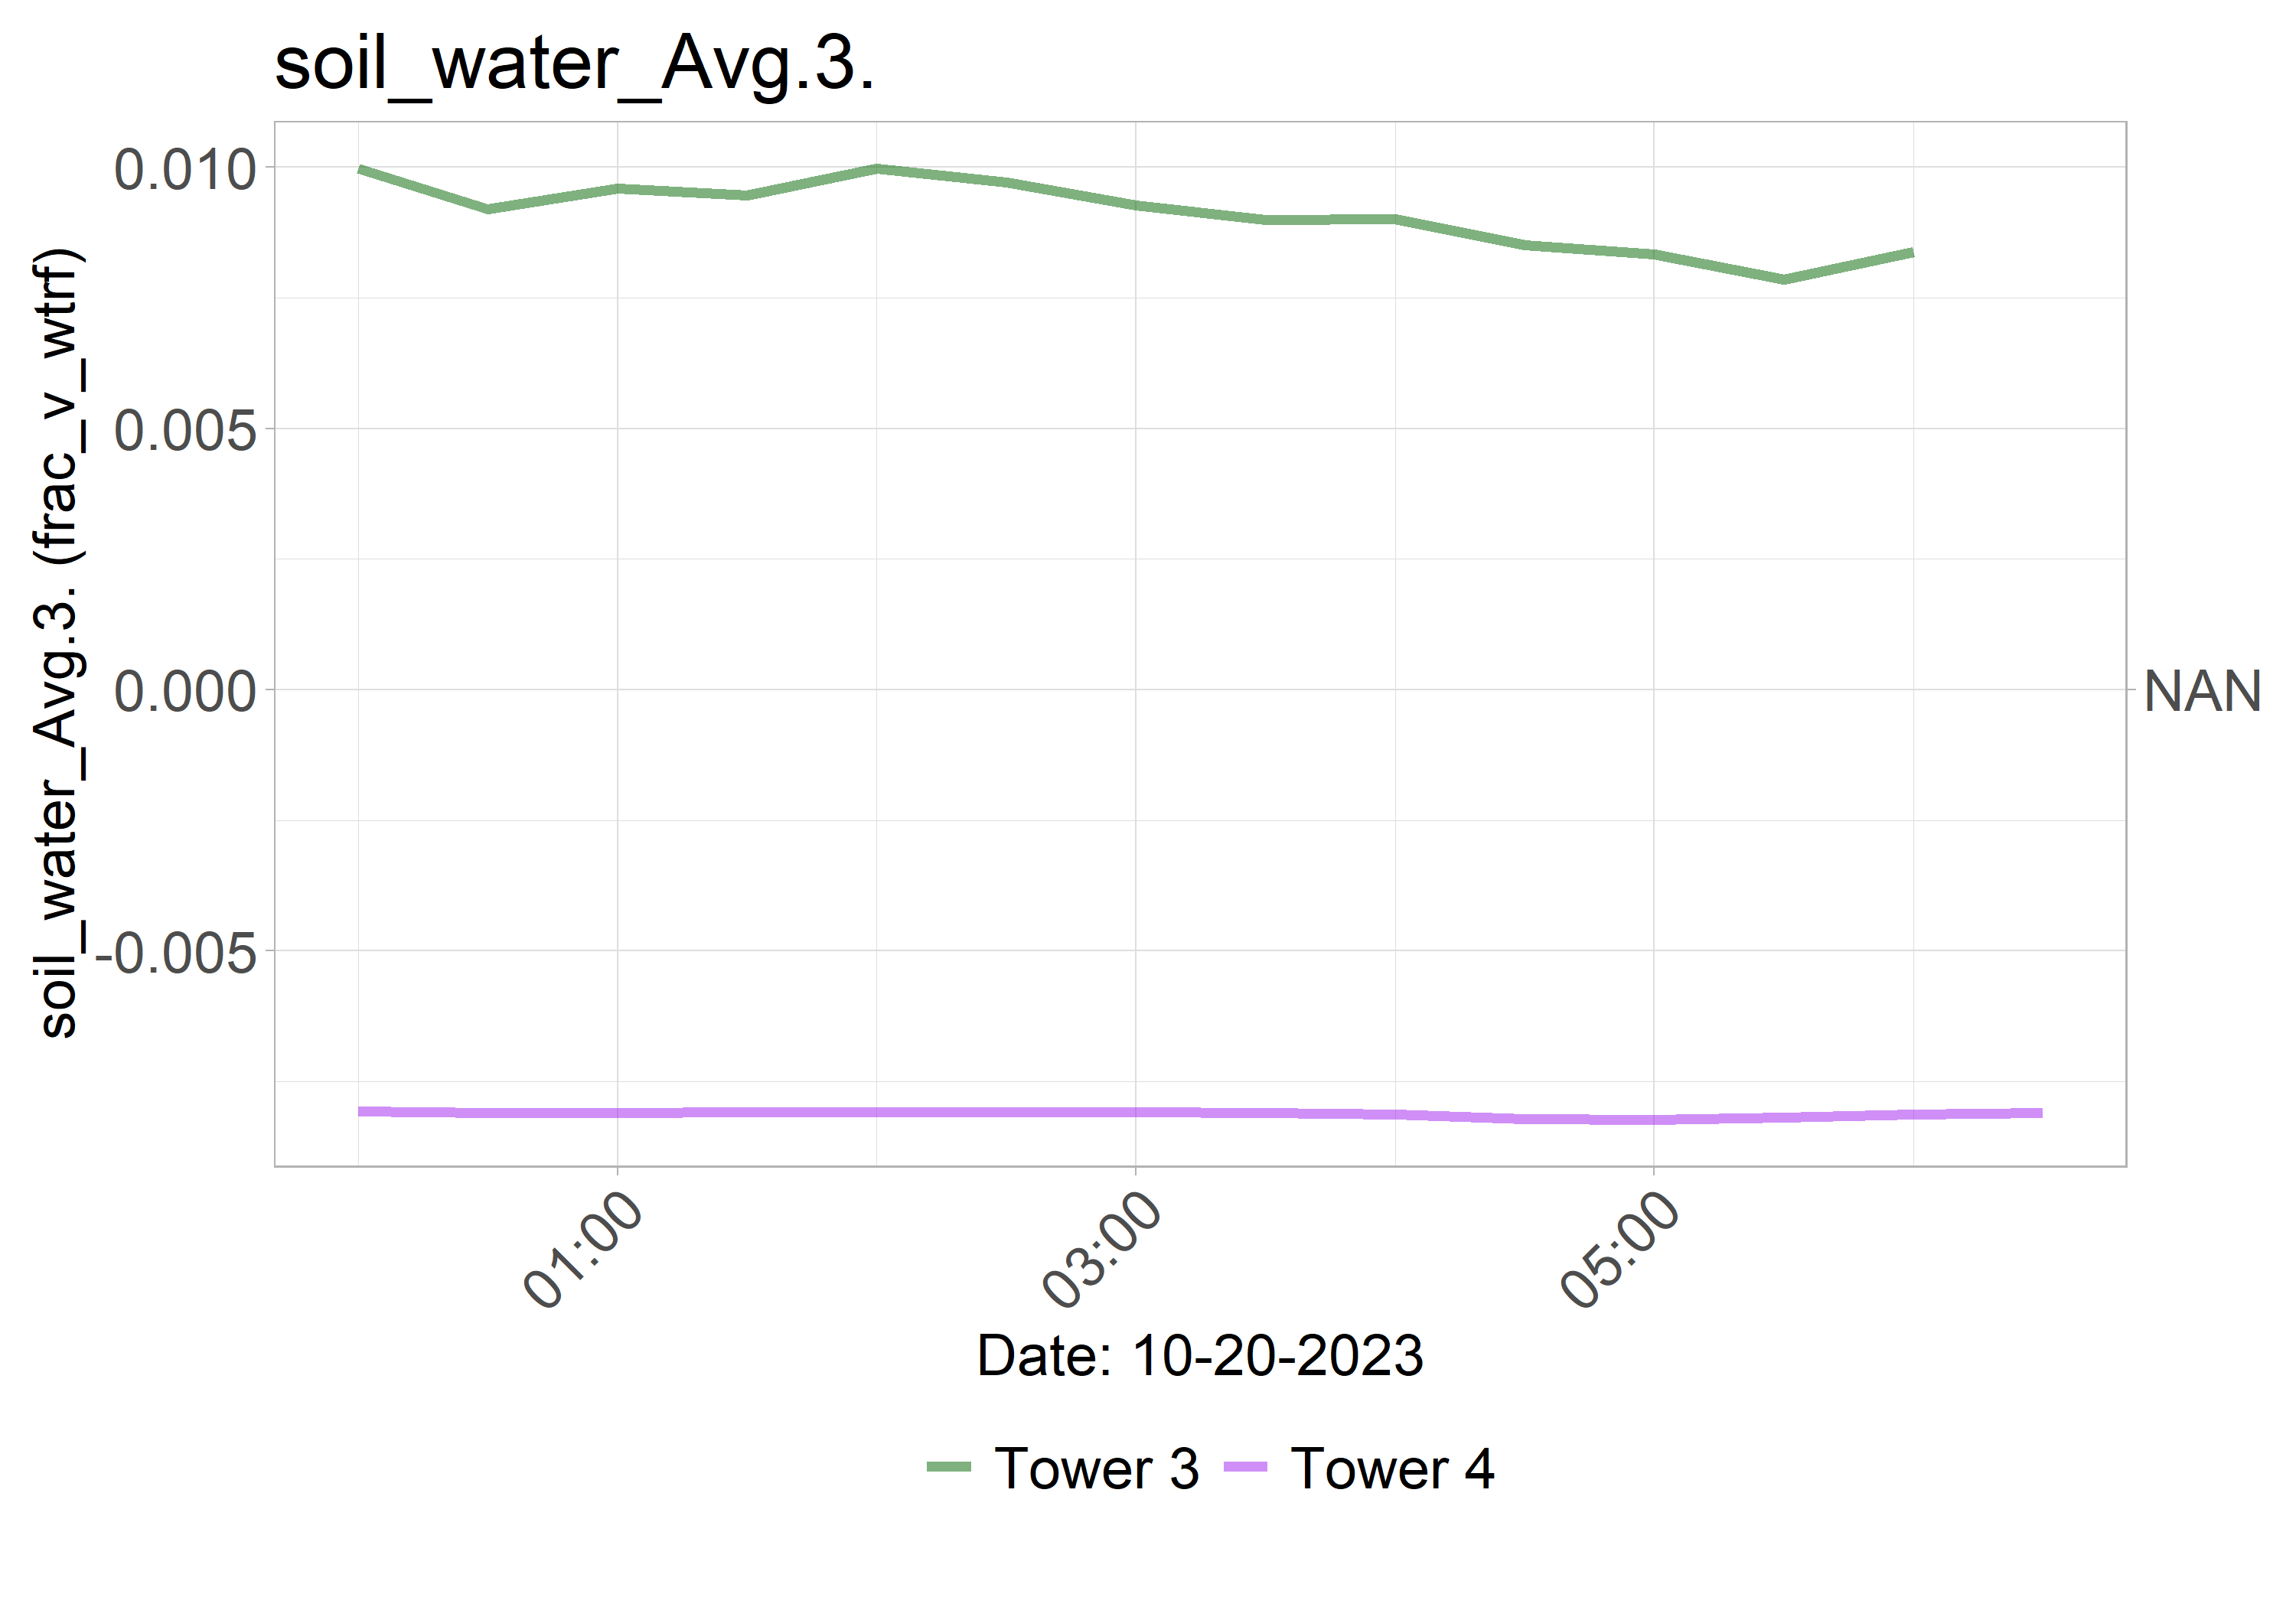 soil_water_Avg.3.
soil_water_Avg.3. (frac_v_wtrf)
0.010
0.005
0.000
-0.005
NAN
01:00
03:00
05:00
Date: 10-20-2023
Tower 3
Tower 4